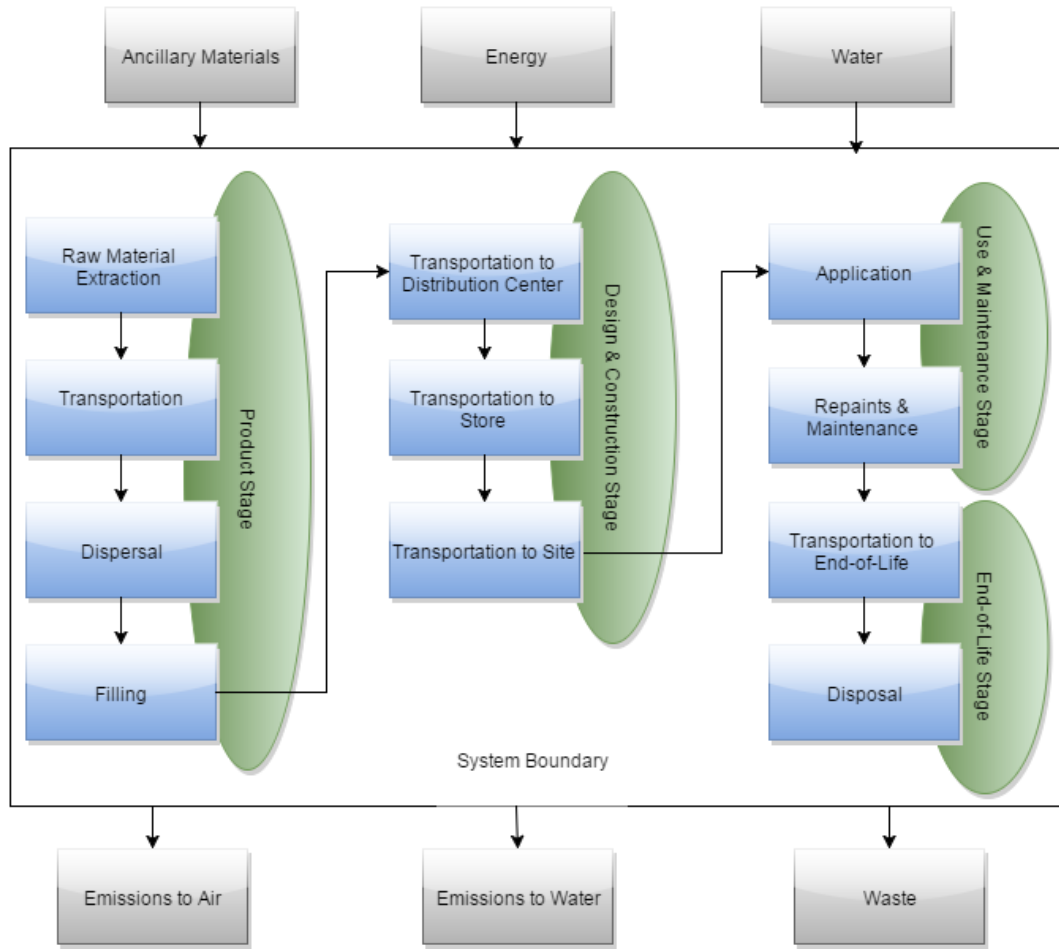 Ancillary Materials
Energy
Water
Raw Material
Extraction
Transportation
Dispersal
Filling
Product Stage
Transportation to
Distribution Center
Transportation to
Store
Transportation to Site
Design & Construction Stage
Application
Repaints &
Maintenance
Use & Maintenance Stage
Transportation to
End-of-Life
Disposal
End-of-Life Stage
System Boundary
Emissions to Air
Emissions to Water
Waste